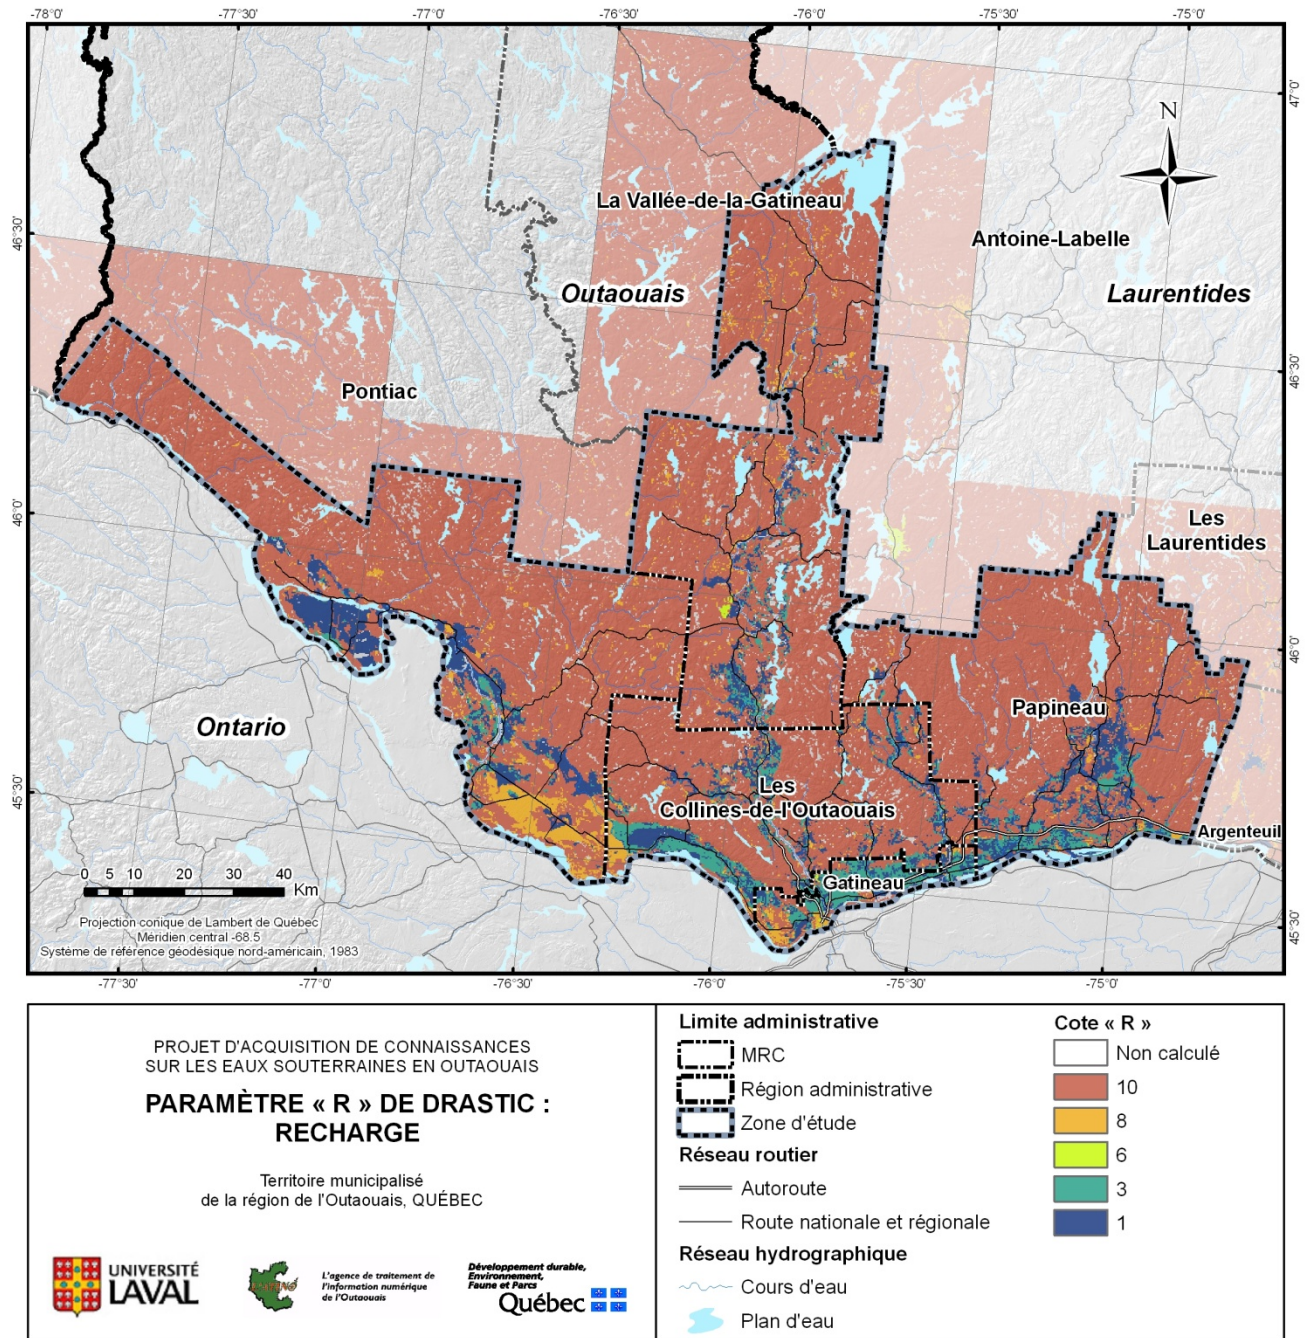 -78°0' -77°30' -77°0' -76°30' -76°0' -75°30' -75°0'
47°0'
N
La Vallée-de-la-Gatineau
46°30'
Antoine-Labelle
Outaouais
Laurentides
46°30'
Pontiac
46°0'
Les
Laurentides
46°0'
Ontario
Papineau
45°30'
Les
Collines-de-l'Outaouais
Argenteuil
Gatineau
0 5 10 20 30 40
Km
45°30'
Projection conique de Lambert de Québec
Méridien central -68.5
Système de référence géodésique nord-américain, 1983
-77°30' -77°0' -76°30' -76°0' -75°30' -75°0'
PROJET D'ACQUISITION DE CONNAISSANCES
SUR LES EAUX SOUTERRAINES EN OUTAOUAIS
PARAMÈTRE « R » DE DRASTIC :
RECHARGE
Territoire municipalisé
de la région de l'Outaouais, QUÉBEC
UNIVERSITÉ
LAVAL
L'agence de traitement de
l'information numérique
de l'Outaouais
Développement durable,
Environnement,
Faune et Parcs
Québec
Limite administrative
MRC
Région administrative
Zone d'étude
Réseau routier
Autoroute
Route nationale et régionale
Réseau hydrographique
Cours d'eau
Plan d'eau
Cote « R »
Non calculé
10
8
6
3
1